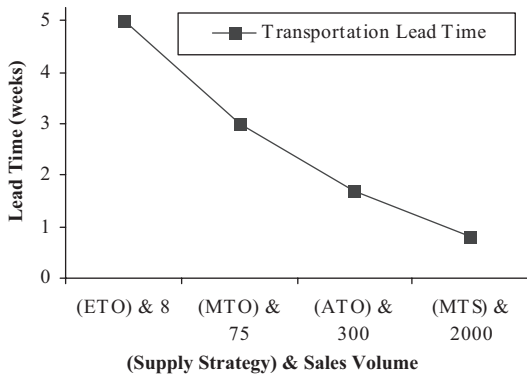 Transportation Lead Time
Lead Time (weeks)
5
4
3
2
1
0
(ETO) & 8
(MTO) &
75
(ATO) &
300
(MTS) &
2000
(Supply Strategy) & Sales Volume